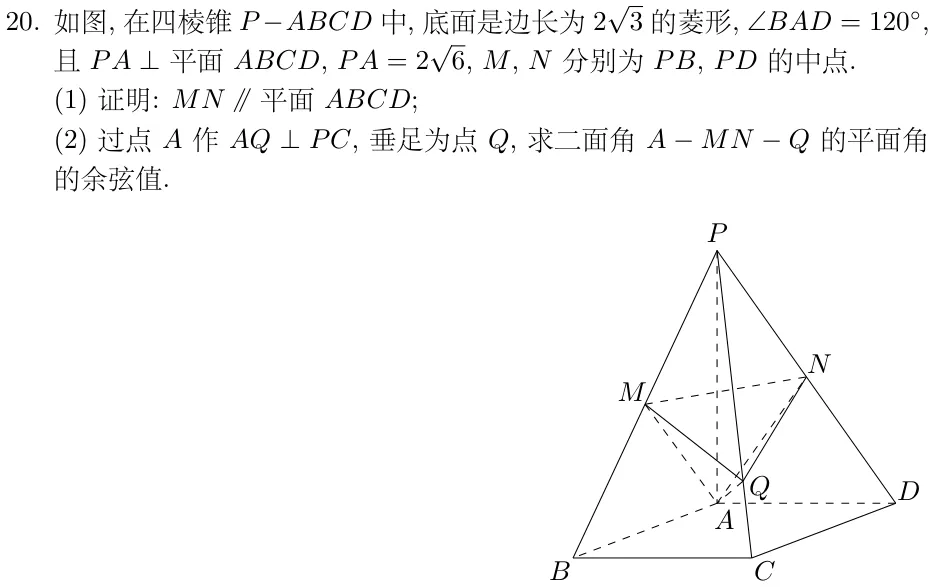 20. 如图, 在四棱锥 P－ABCD 中, 底面是边长为 2√3 的菱形, ∠BAD = 120°,
且 PA ⊥ 平面 ABCD, PA = 2√6, M, N 分别为 PB, PD 的中点.
(1) 证明: MN ∥ 平面 ABCD;
(2) 过点 A 作 AQ ⊥ PC, 垂足为点 Q, 求二面角 A－MN－Q 的平面角
的余弦值.
P
N
M
Q
D
A
B
C